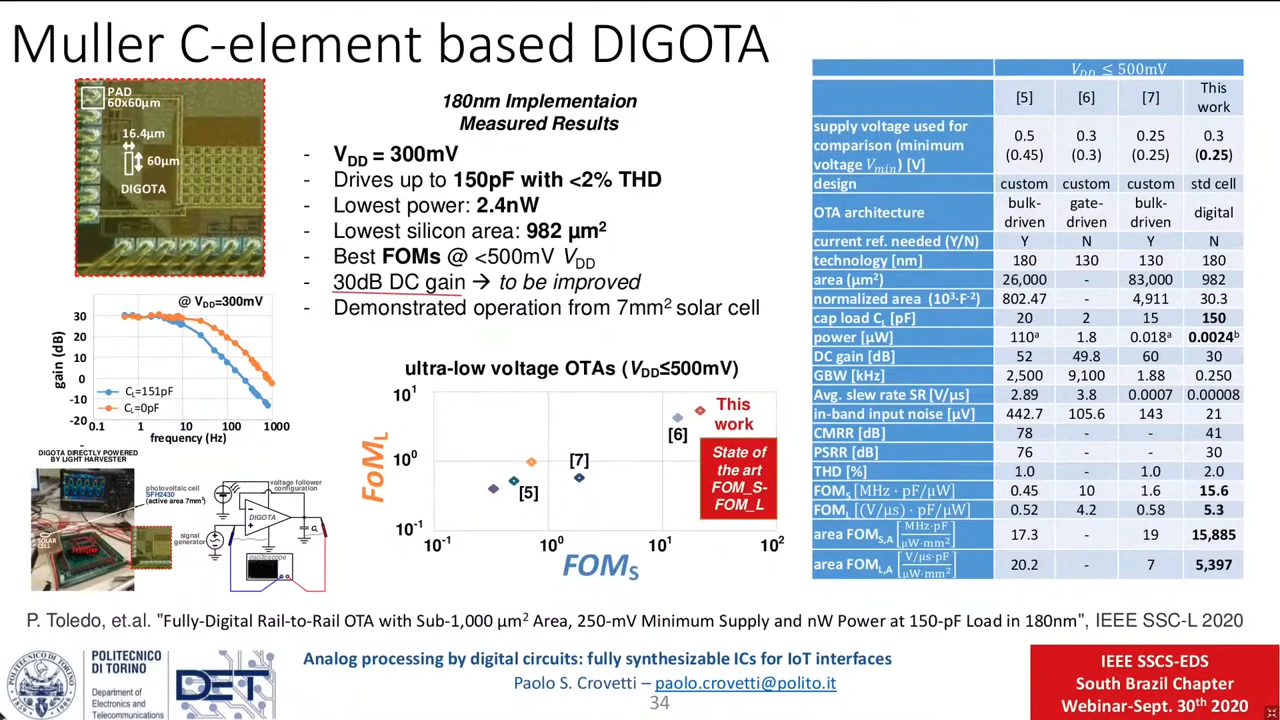 Muller C-element based DIGOTA
PAD
60x60µm
16.4µm
60µm
DIGOTA
180nm Implementaion
Measured Results
- VDD = 300mV
- Drives up to 150pF with <2% THD
- Lowest power: 2.4nW
- Lowest silicon area: 982 µm²
- Best FOMs @ <500mV VDD
- 30dB DC gain → to be improved
- Demonstrated operation from 7mm² solar cell
@ VDD=300mV
gain (dB)
30
20
10
0
-10
-20
CL=151pF
CL=0pF
0.1 1 10 100 1000
frequency (Hz)
DIGOTA DIRECTLY POWERED
BY LIGHT HARVESTER
photovoltaic cell
SFH2430
(active area 7mm²)
SOLAR
CELL
signal
generator
voltage follower
configuration
DIGOTA
CL
oscilloscope
ultra-low voltage OTAs (VDD≤500mV)
FoML
10¹
10⁰
10⁻¹
10⁻¹ 10⁰ 10¹ 10²
FOMS
[5]
[7]
[6]
This
work
State of
the art
FOM_S-
FOM_L
VDD ≤ 500mV
[5] [6] [7] This work
supply voltage used for comparison (minimum voltage Vmin) [V] 0.5 (0.45) 0.3 (0.3) 0.25 (0.25) 0.3 (0.25)
design custom custom custom std cell
OTA architecture bulk-driven gate-driven bulk-driven digital
current ref. needed (Y/N) Y N Y N
technology [nm] 180 130 130 180
area (µm²) 26,000 - 83,000 982
normalized area (10³·F⁻²) 802.47 - 4,911 30.3
cap load CL [pF] 20 2 15 150
power [µW] 110ᵃ 1.8 0.018ᵃ 0.0024ᵇ
DC gain [dB] 52 49.8 60 30
GBW [kHz] 2,500 9,100 1.88 0.250
Avg. slew rate SR [V/µs] 2.89 3.8 0.0007 0.00008
in-band input noise [µV] 442.7 105.6 143 21
CMRR [dB] 78 - - 41
PSRR [dB] 76 - - 30
THD [%] 1.0 - 1.0 2.0
FOMS [MHz · pF/µW] 0.45 10 1.6 15.6
FOML [(V/µs) · pF/µW] 0.52 4.2 0.58 5.3
area FOMS,A [MHz·pF/µW·mm²] 17.3 - 19 15,885
area FOML,A [V/µs·pF/µW·mm²] 20.2 - 7 5,397
P. Toledo, et.al. "Fully-Digital Rail-to-Rail OTA with Sub-1,000 µm² Area, 250-mV Minimum Supply and nW Power at 150-pF Load in 180nm", IEEE SSC-L 2020
POLITECNICO
DI TORINO
Department of
Electronics and
Telecommunications
DET
Analog processing by digital circuits: fully synthesizable ICs for IoT interfaces
Paolo S. Crovetti – paolo.crovetti@polito.it
34
IEEE SSCS-EDS
South Brazil Chapter
Webinar-Sept. 30th 2020